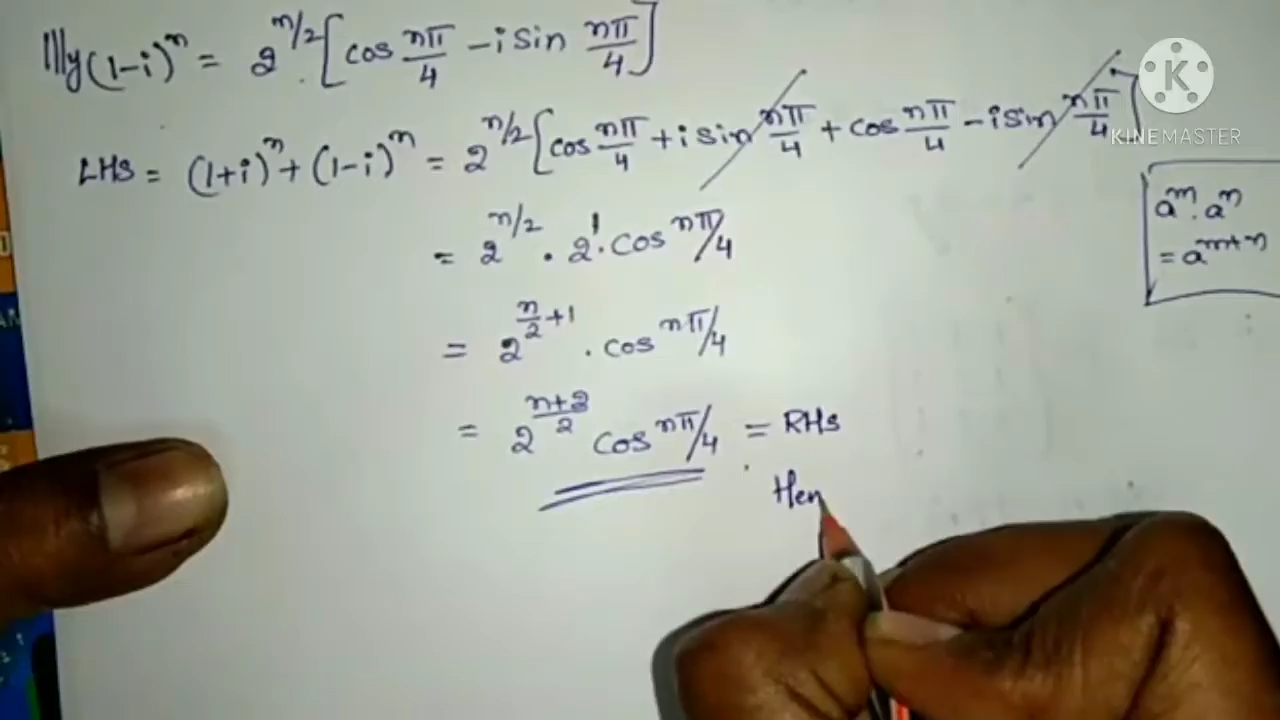 Illly (1-i)^n = 2^{n/2} [cos nπ/4 - i sin nπ/4]
LHS = (1+i)^n + (1-i)^n = 2^{n/2} [cos nπ/4 + i sin nπ/4 + cos nπ/4 - i sin nπ/4]
= 2^{n/2} . 2^1 . cos nπ/4
= 2^{n/2+1} . cos nπ/4
= 2^{(n+2)/2} cos nπ/4 = RHS
Hen
a^m . a^n
= a^{m+n}
K
KINEMASTER